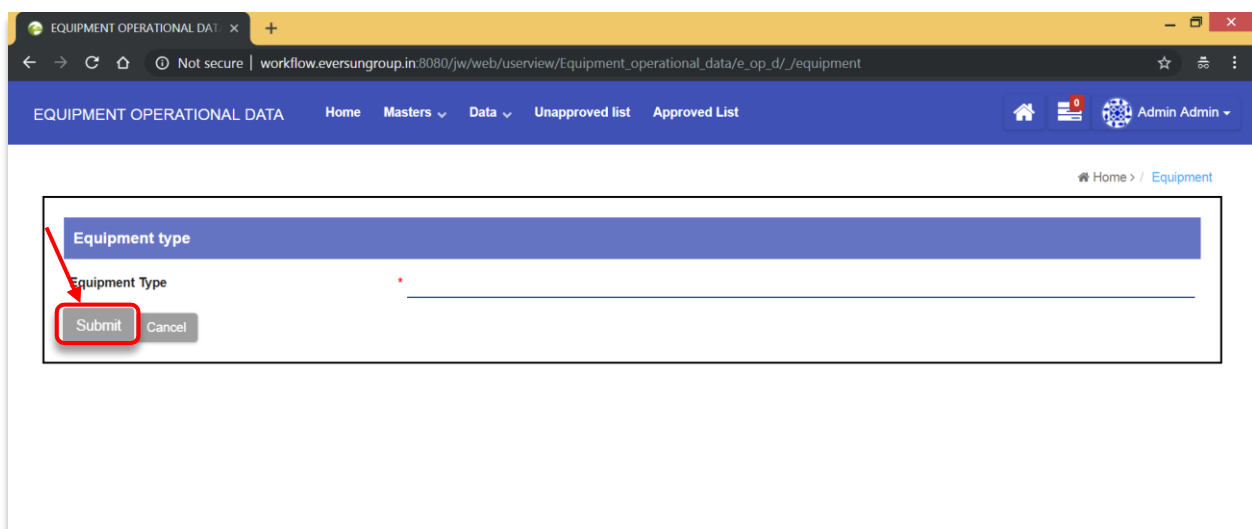 EQUIPMENT OPERATIONAL DAT
Not secure | workflow.eversungroup.in:8080/jw/web/userview/Equipment_operational_data/e_op_d/_/equipment
EQUIPMENT OPERATIONAL DATA Home Masters Data Unapproved list Approved List 0 Admin Admin
Home > / Equipment
Equipment type
Equipment Type *
Submit Cancel